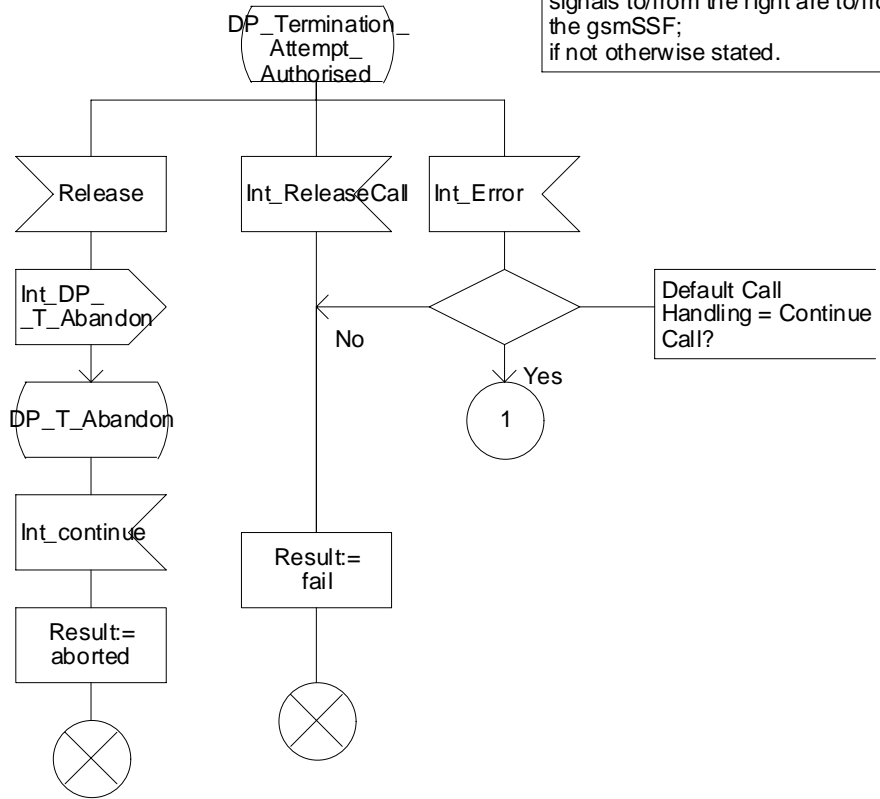 signals to/from the right are to/fro
the gsmSSF;
if not otherwise stated.
DP_Termination_
Attempt_
Authorised
Release
Int_ReleaseCall
Int_Error
Int_DP_
_T_Abandon
Default Call
Handling = Continue
Call?
No
Yes
DP_T_Abandon
1
Int_continue
Result:=
fail
Result:=
aborted